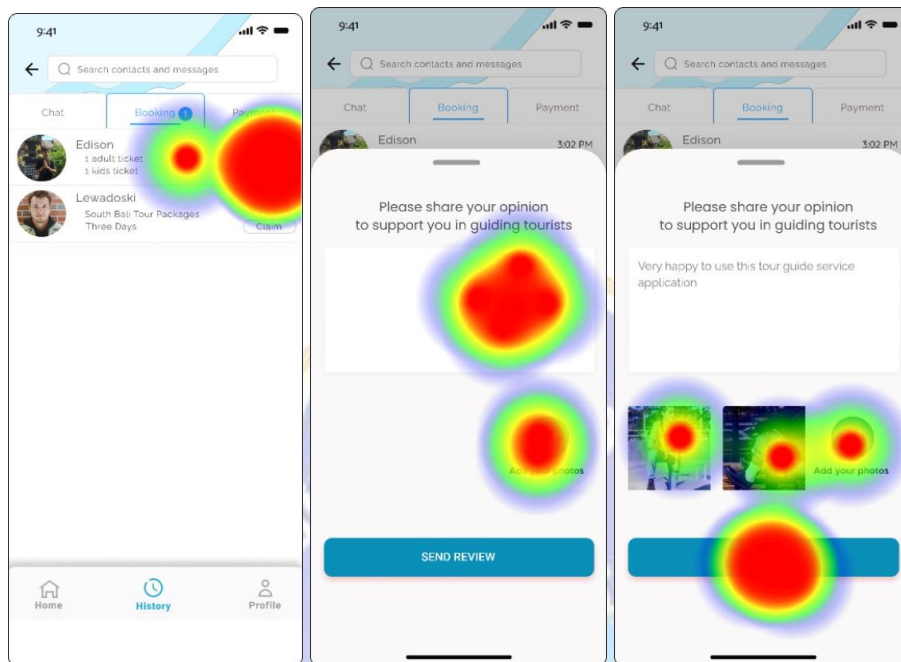 9:41
Search contacts and messages
Chat
Booking 1
Edison
1 adult ticket
1 kids ticket
Lewadoski
South Bali Tour Packages
Three Days
Claim
Home
History
Profile
9:41
Search contacts and messages
Chat
Booking
Payment
Edison
3:02 PM
Please share your opinion
to support you in guiding tourists
Add your photos
SEND REVIEW
9:41
Search contacts and messages
Chat
Booking
Payment
Edison
3:02 PM
Please share your opinion
to support you in guiding tourists
Very happy to use this tour guide service
application
Add your photos